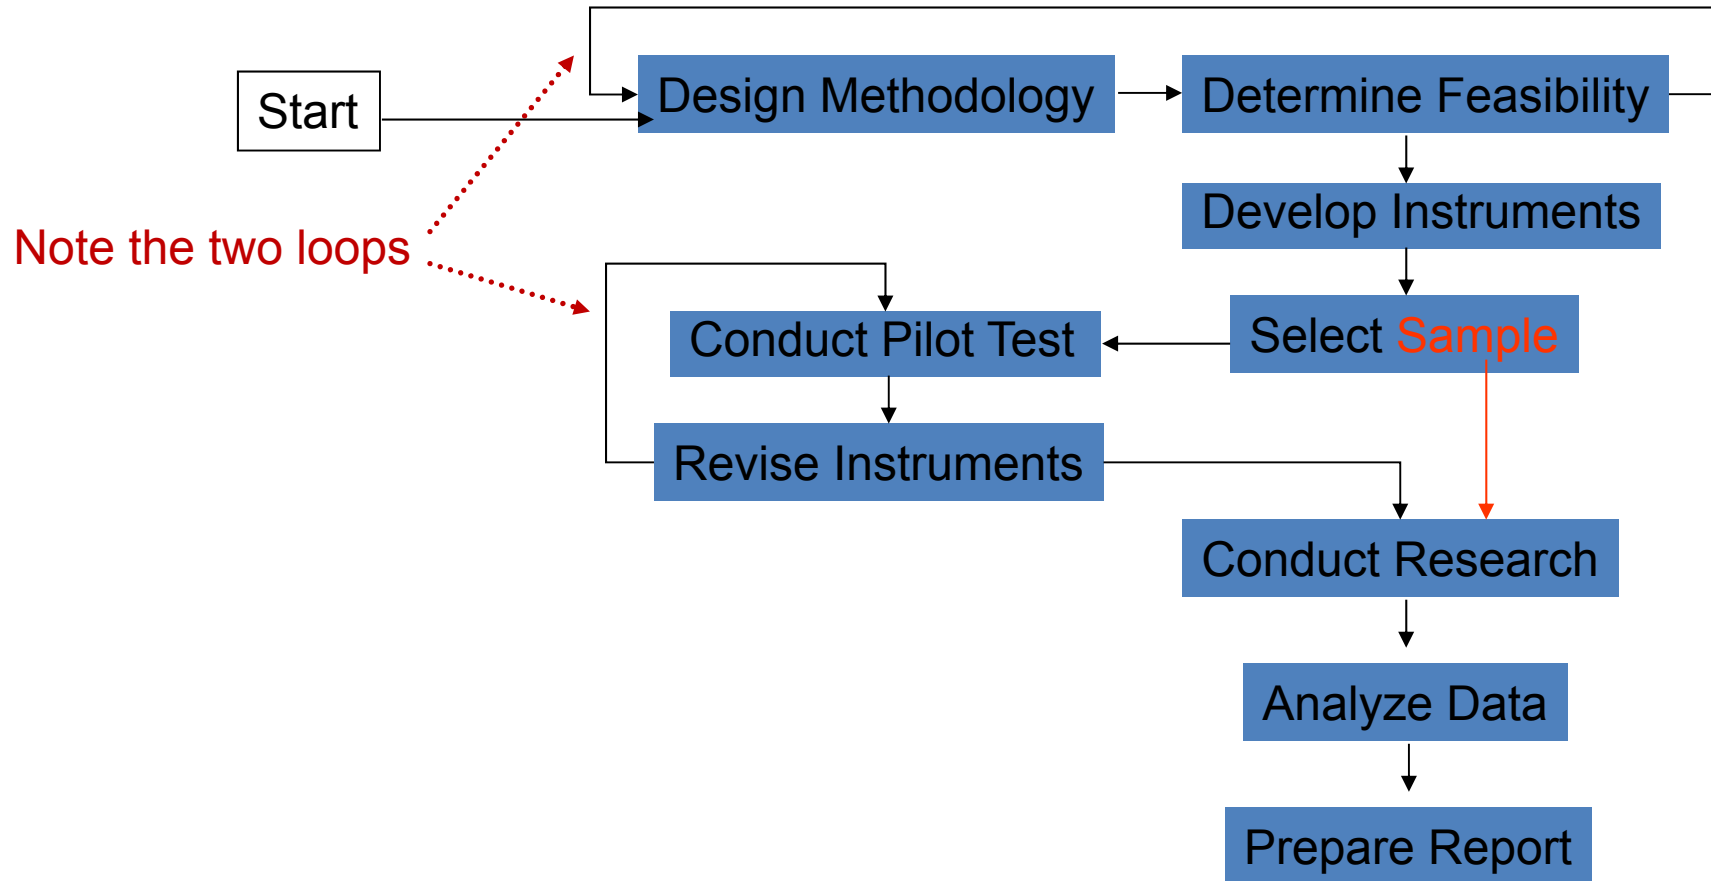 Start
Design Methodology
Determine Feasibility
Develop Instruments
Note the two loops
Select Sample
Conduct Pilot Test
Revise Instruments
Conduct Research
Analyze Data
Prepare Report